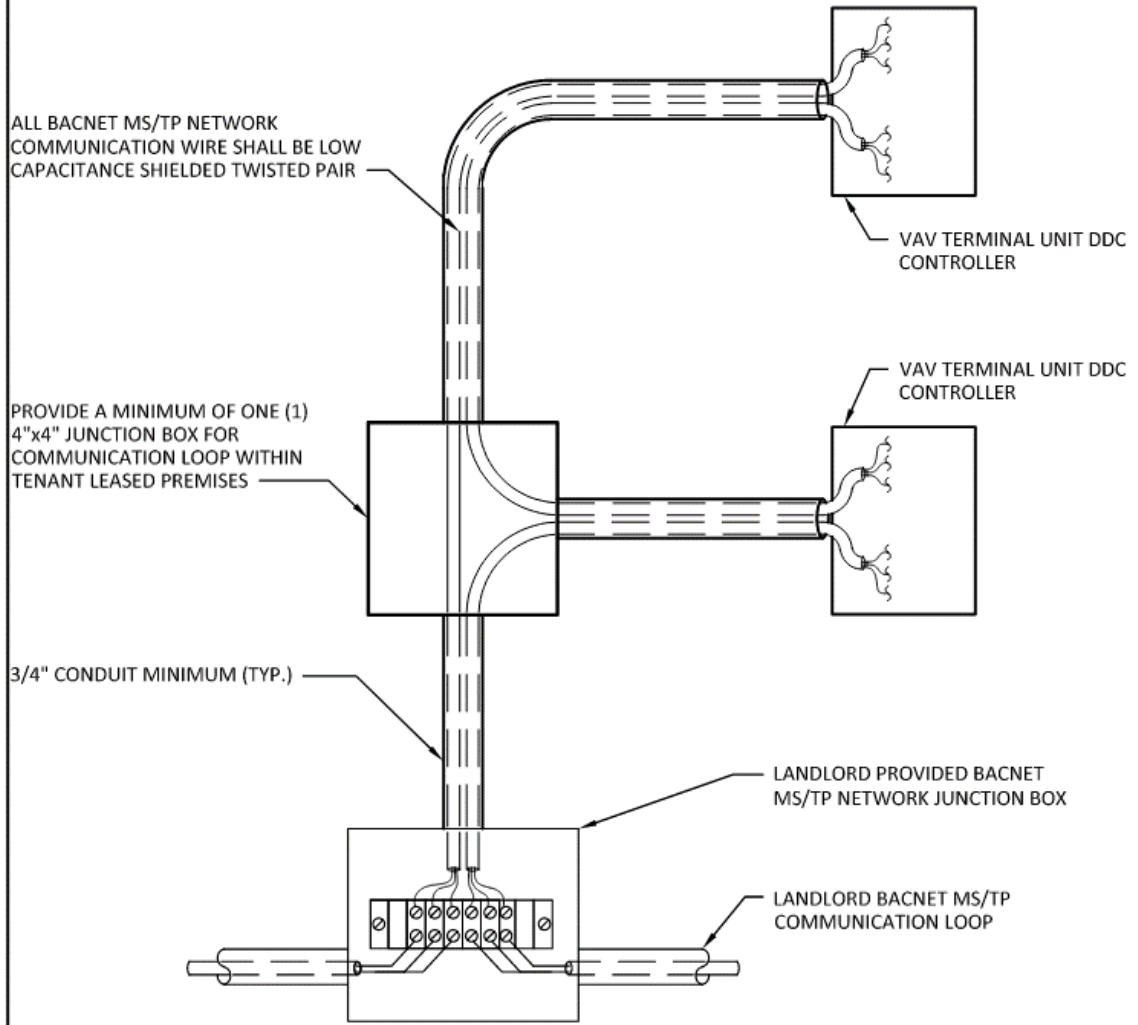 ALL BACNET MS/TP NETWORK
COMMUNICATION WIRE SHALL BE LOW
CAPACITANCE SHIELDED TWISTED PAIR
VAV TERMINAL UNIT DDC
CONTROLLER
VAV TERMINAL UNIT DDC
CONTROLLER
PROVIDE A MINIMUM OF ONE (1)
4"x4" JUNCTION BOX FOR
COMMUNICATION LOOP WITHIN
TENANT LEASED PREMISES
3/4" CONDUIT MINIMUM (TYP.)
LANDLORD PROVIDED BACNET
MS/TP NETWORK JUNCTION BOX
LANDLORD BACNET MS/TP
COMMUNICATION LOOP